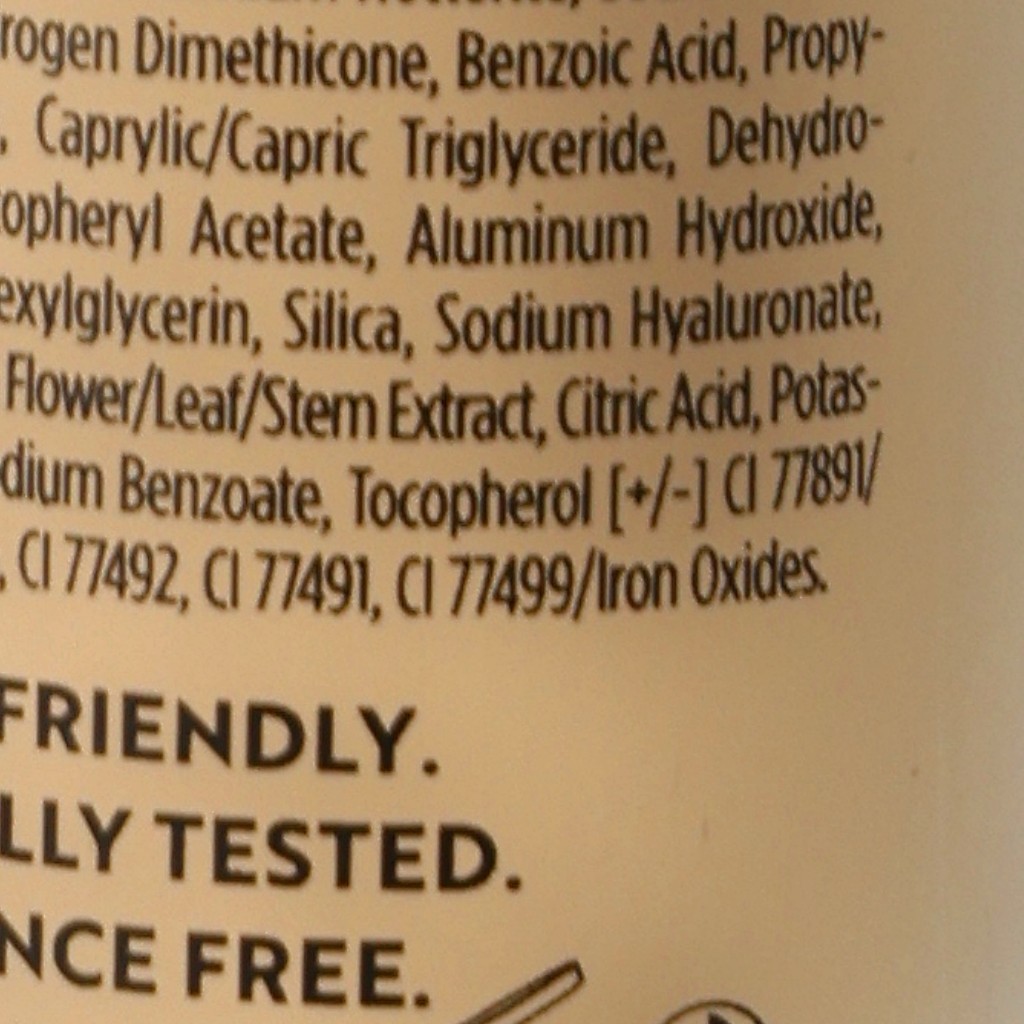 rogen Dimethicone, Benzoic Acid, Propy-
, Caprylic/Capric Triglyceride, Dehydro-
opheryl Acetate, Aluminum Hydroxide,
exylglycerin, Silica, Sodium Hyaluronate,
Flower/Leaf/Stem Extract, Citric Acid, Potas-
dium Benzoate, Tocopherol [+/-] CI 77891/
, CI 77492, CI 77491, CI 77499/Iron Oxides.
FRIENDLY.
LLY TESTED.
NCE FREE.